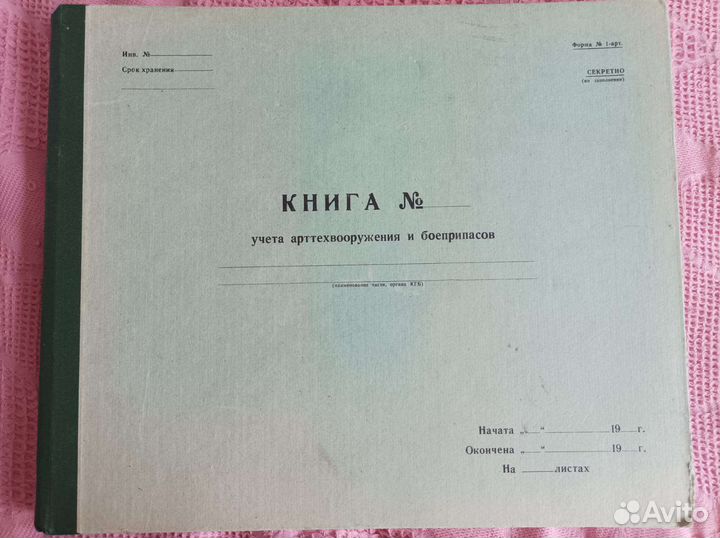 Инв. №
Срок хранения
Форма № 1-арт.
СЕКРЕТНО
(по заполнении)
КНИГА №
учета арттехвооружения и боеприпасов
(наименование части, органа КГБ)
Начата „ “ 19 г.
Окончена „ “ 19 г.
На листах
Avito